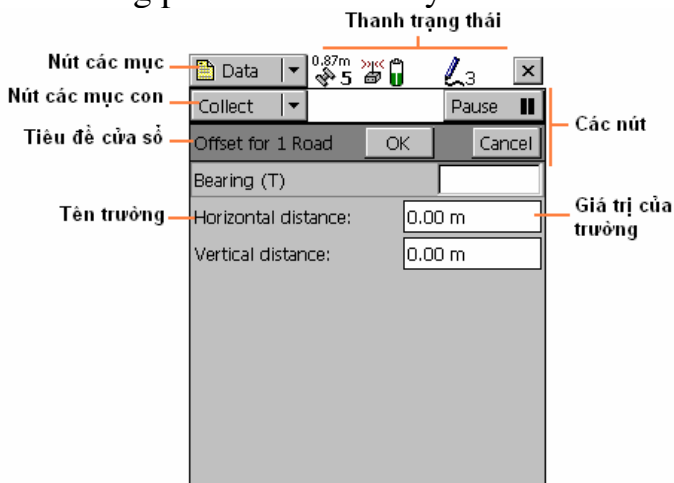 Thanh trạng thái
Nút các mục
Data
0.87m
5
3
Nút các mục con
Collect
Pause
Các nút
Tiêu đề cửa sổ
Offset for 1 Road
OK
Cancel
Bearing (T)
Tên trường
Horizontal distance:
0.00 m
Giá trị của
trường
Vertical distance:
0.00 m